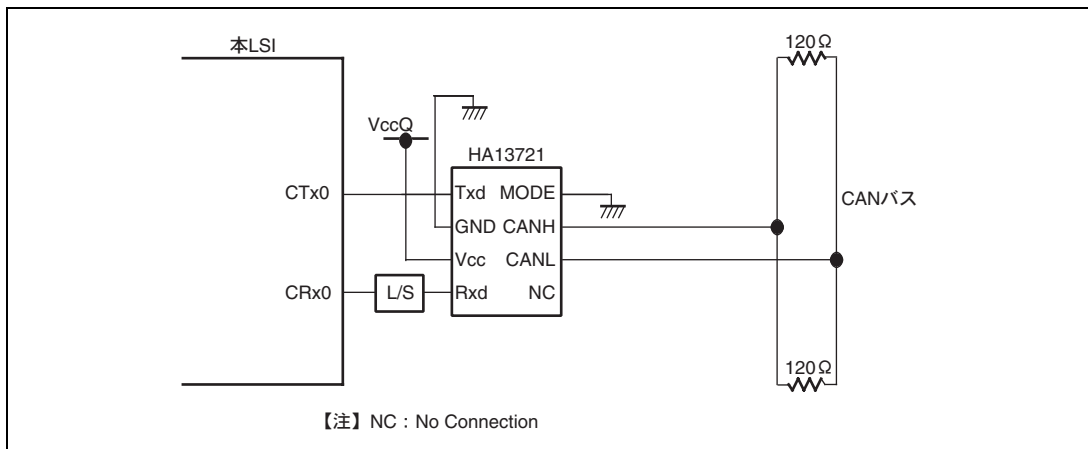 本LSI
120Ω
VccQ
HA13721
CTx0
Txd MODE
CANバス
GND CANH
Vcc CANL
CRx0
L/S
Rxd NC
120Ω
【注】NC：No Connection